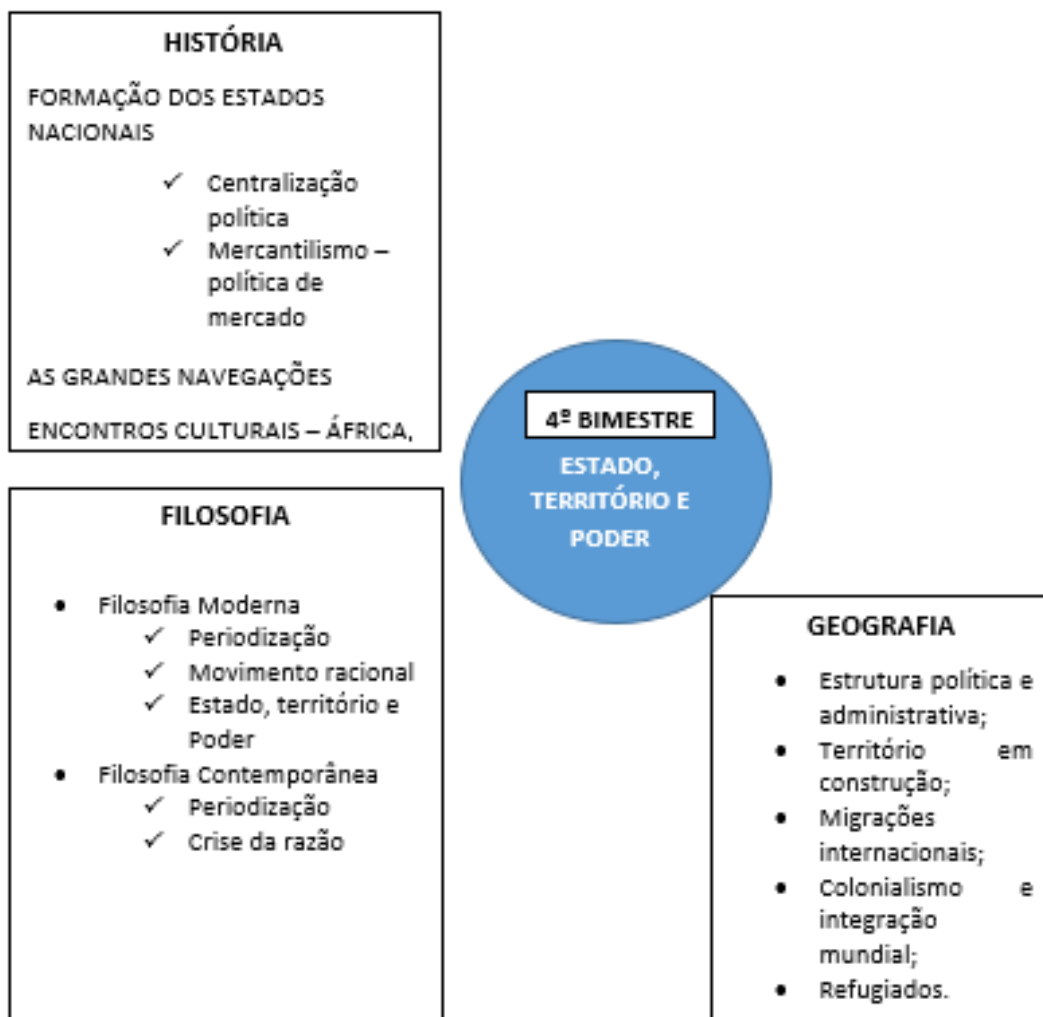 HISTÓRIA
FORMAÇÃO DOS ESTADOS
NACIONAIS
✓ Centralização
política
✓ Mercantilismo –
política de
mercado
AS GRANDES NAVEGAÇÕES
ENCONTROS CULTURAIS – ÁFRICA,
4º BIMESTRE
ESTADO,
TERRITÓRIO E
PODER
FILOSOFIA
• Filosofia Moderna
✓ Periodização
✓ Movimento racional
✓ Estado, território e
Poder
• Filosofia Contemporânea
✓ Periodização
✓ Crise da razão
GEOGRAFIA
• Estrutura política e
administrativa;
• Território em
construção;
• Migrações
internacionais;
• Colonialismo e
integração
mundial;
• Refugiados.